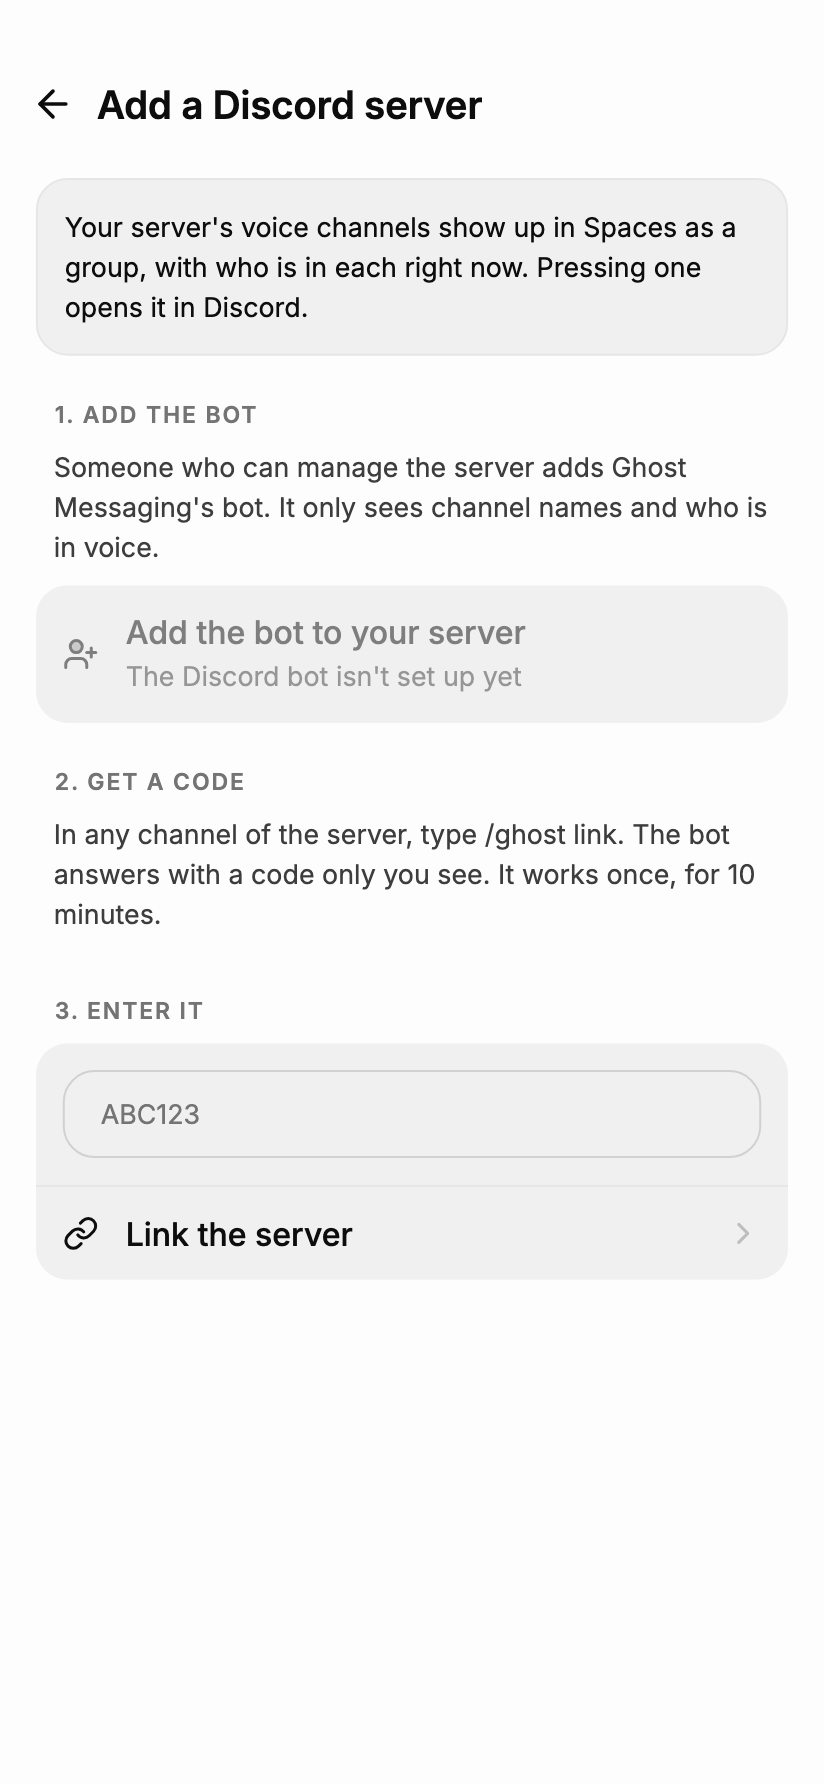 Add a Discord server
Your server's voice channels show up in Spaces as a
group, with who is in each right now. Pressing one
opens it in Discord.
1. ADD THE BOT
Someone who can manage the server adds Ghost
Messaging's bot. It only sees channel names and who is
in voice.
Add the bot to your server
The Discord bot isn't set up yet
2. GET A CODE
In any channel of the server, type /ghost link. The bot
answers with a code only you see. It works once, for 10
minutes.
3. ENTER IT
ABC123
Link the server